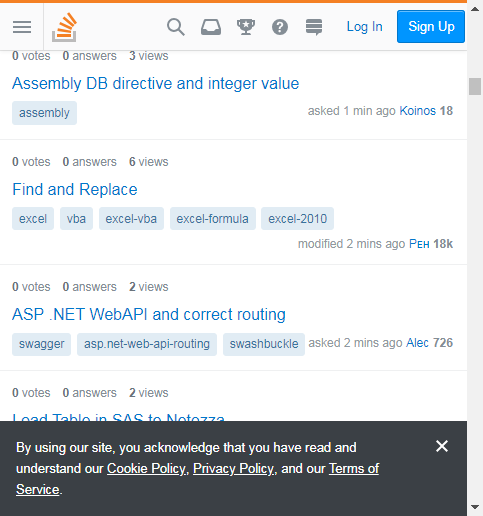 Log In Sign Up
0 votes 0 answers 3 views
Assembly DB directive and integer value
assembly
asked 1 min ago Koinos 18
0 votes 0 answers 6 views
Find and Replace
excel vba excel-vba excel-formula excel-2010
modified 2 mins ago Pᴇʜ 18k
0 votes 0 answers 2 views
ASP .NET WebAPI and correct routing
swagger asp.net-web-api-routing swashbuckle asked 2 mins ago Alec 726
0 votes 0 answers 2 views
Load Table in SAS to Netezza
By using our site, you acknowledge that you have read and
understand our Cookie Policy, Privacy Policy, and our Terms of
Service.